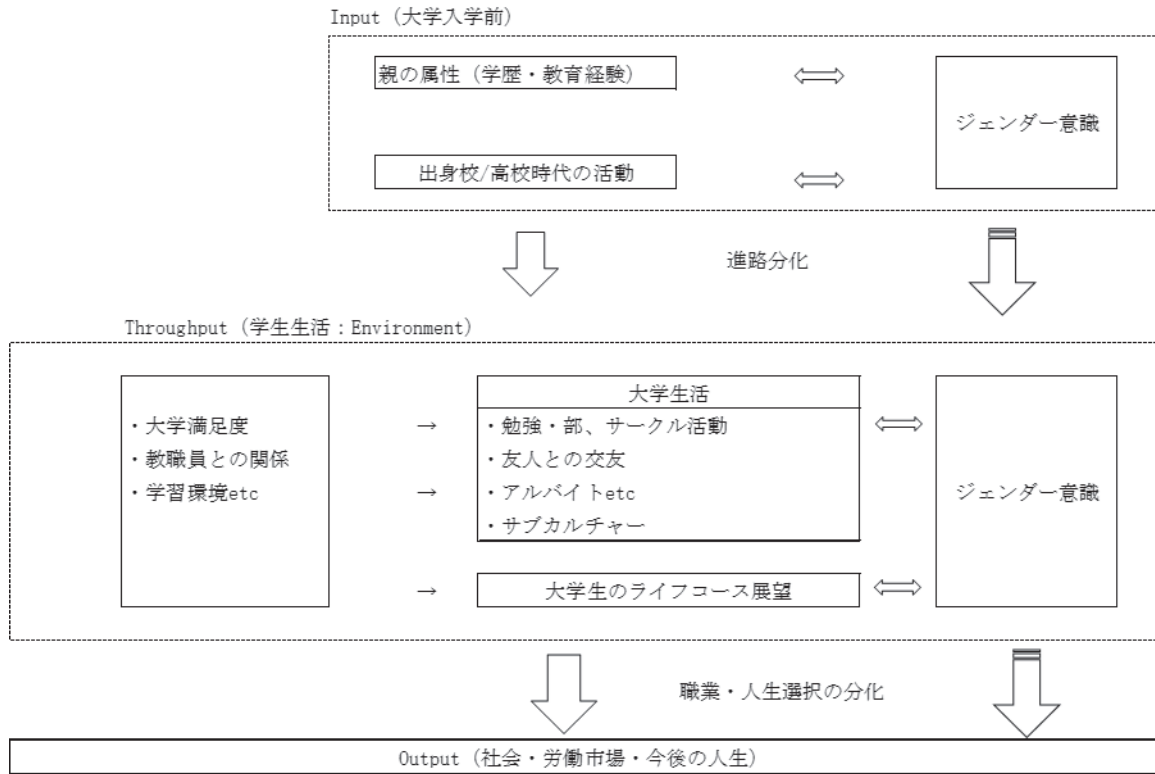 Input（大学入学前）
親の属性（学歴・教育経験）
ジェンダー意識
出身校/高校時代の活動
進路分化
Throughput（学生生活：Environment）
大学生活
・大学満足度
・勉強・部、サークル活動
・教職員との関係
・友人との交友
・学習環境etc
・アルバイトetc
ジェンダー意識
・サブカルチャー
大学生のライフコース展望
職業・人生選択の分化
Output（社会・労働市場・今後の人生）